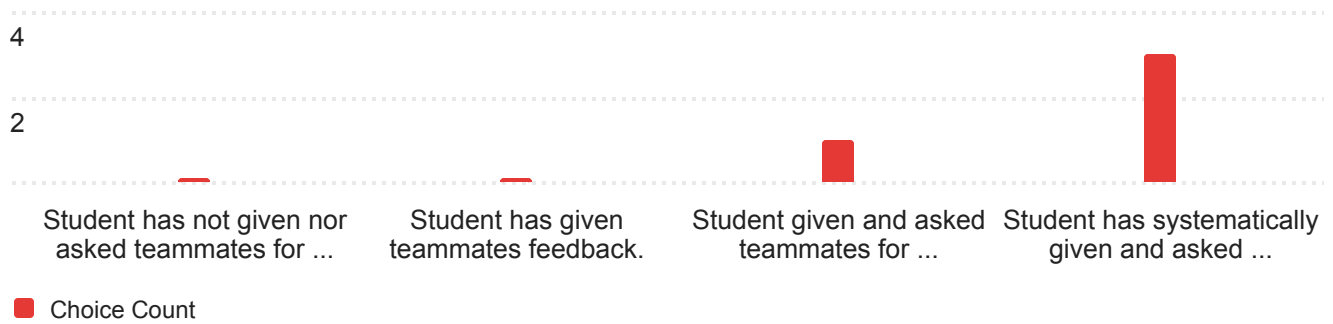 4
2
Student has not given nor
asked teammates for ...
Student has given
teammates feedback.
Student given and asked
teammates for ...
Student has systematically
given and asked ...
Choice Count